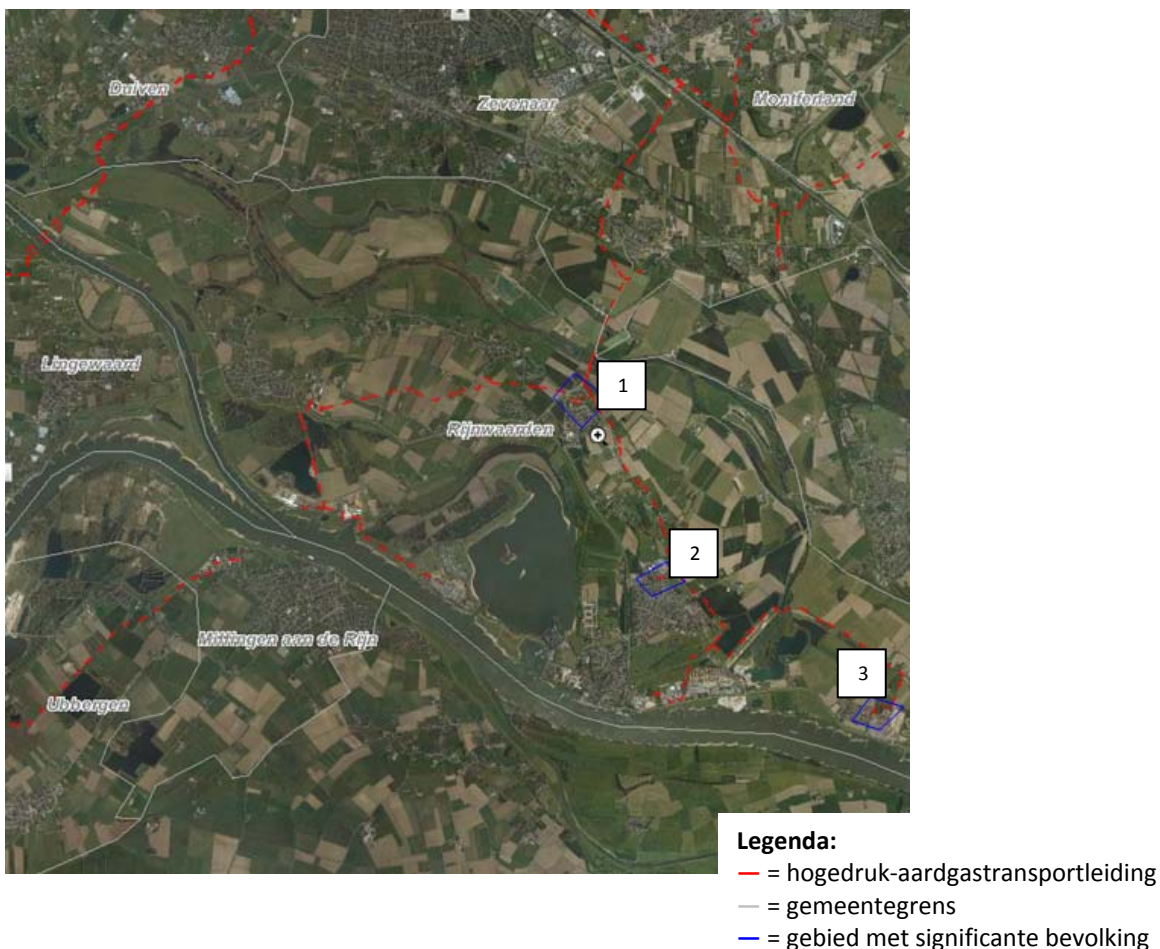 Duiven
Zevenaar
Montferland
Lingewaard
1
Rijnwaarden
2
Millingen aan de Rijn
3
Ubbergen
Legenda:
— = hogedruk-aardgastransportleiding
— = gemeentegrens
— = gebied met significante bevolking